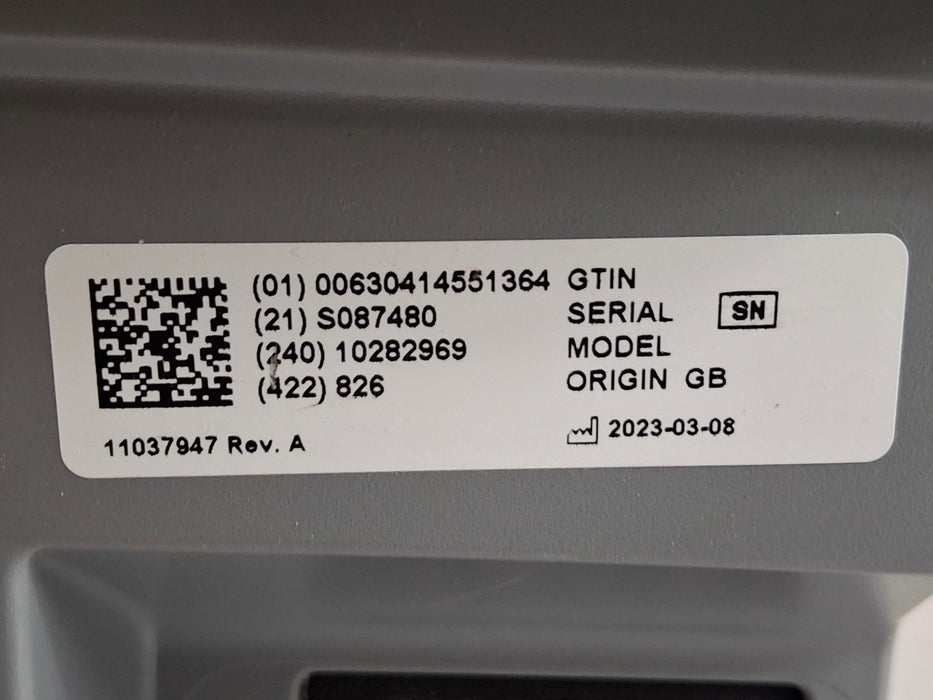 (01) 00630414551364 GTIN
(21) S087480 SERIAL SN
(240) 10282969 MODEL
(422) 826 ORIGIN GB
2023-03-08
11037947 Rev. A